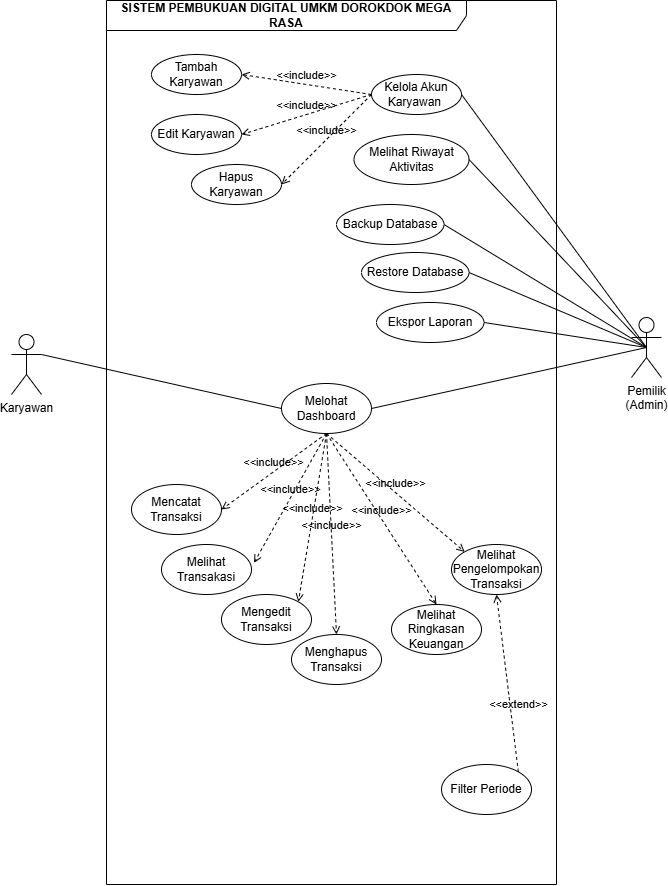 SISTEM PEMBUKUAN DIGITAL UMKM DOROKDOK MEGA
RASA
Tambah
Karyawan
<<include>>
Kelola Akun
Karyawan
<<include>>
Edit Karyawan
<<include>>
Hapus
Karyawan
Melihat Riwayat
Aktivitas
Backup Database
Restore Database
Ekspor Laporan
Karyawan
Pemilik
(Admin)
Melohat
Dashboard
<<include>>
<<include>>
<<include>>
<<include>>
<<include>>
<<include>>
Mencatat
Transaksi
Melihat
Transakasi
Mengedit
Transaksi
Menghapus
Transaksi
Melihat
Ringkasan
Keuangan
Melihat
Pengelompokan
Transaksi
<<extend>>
Filter Periode